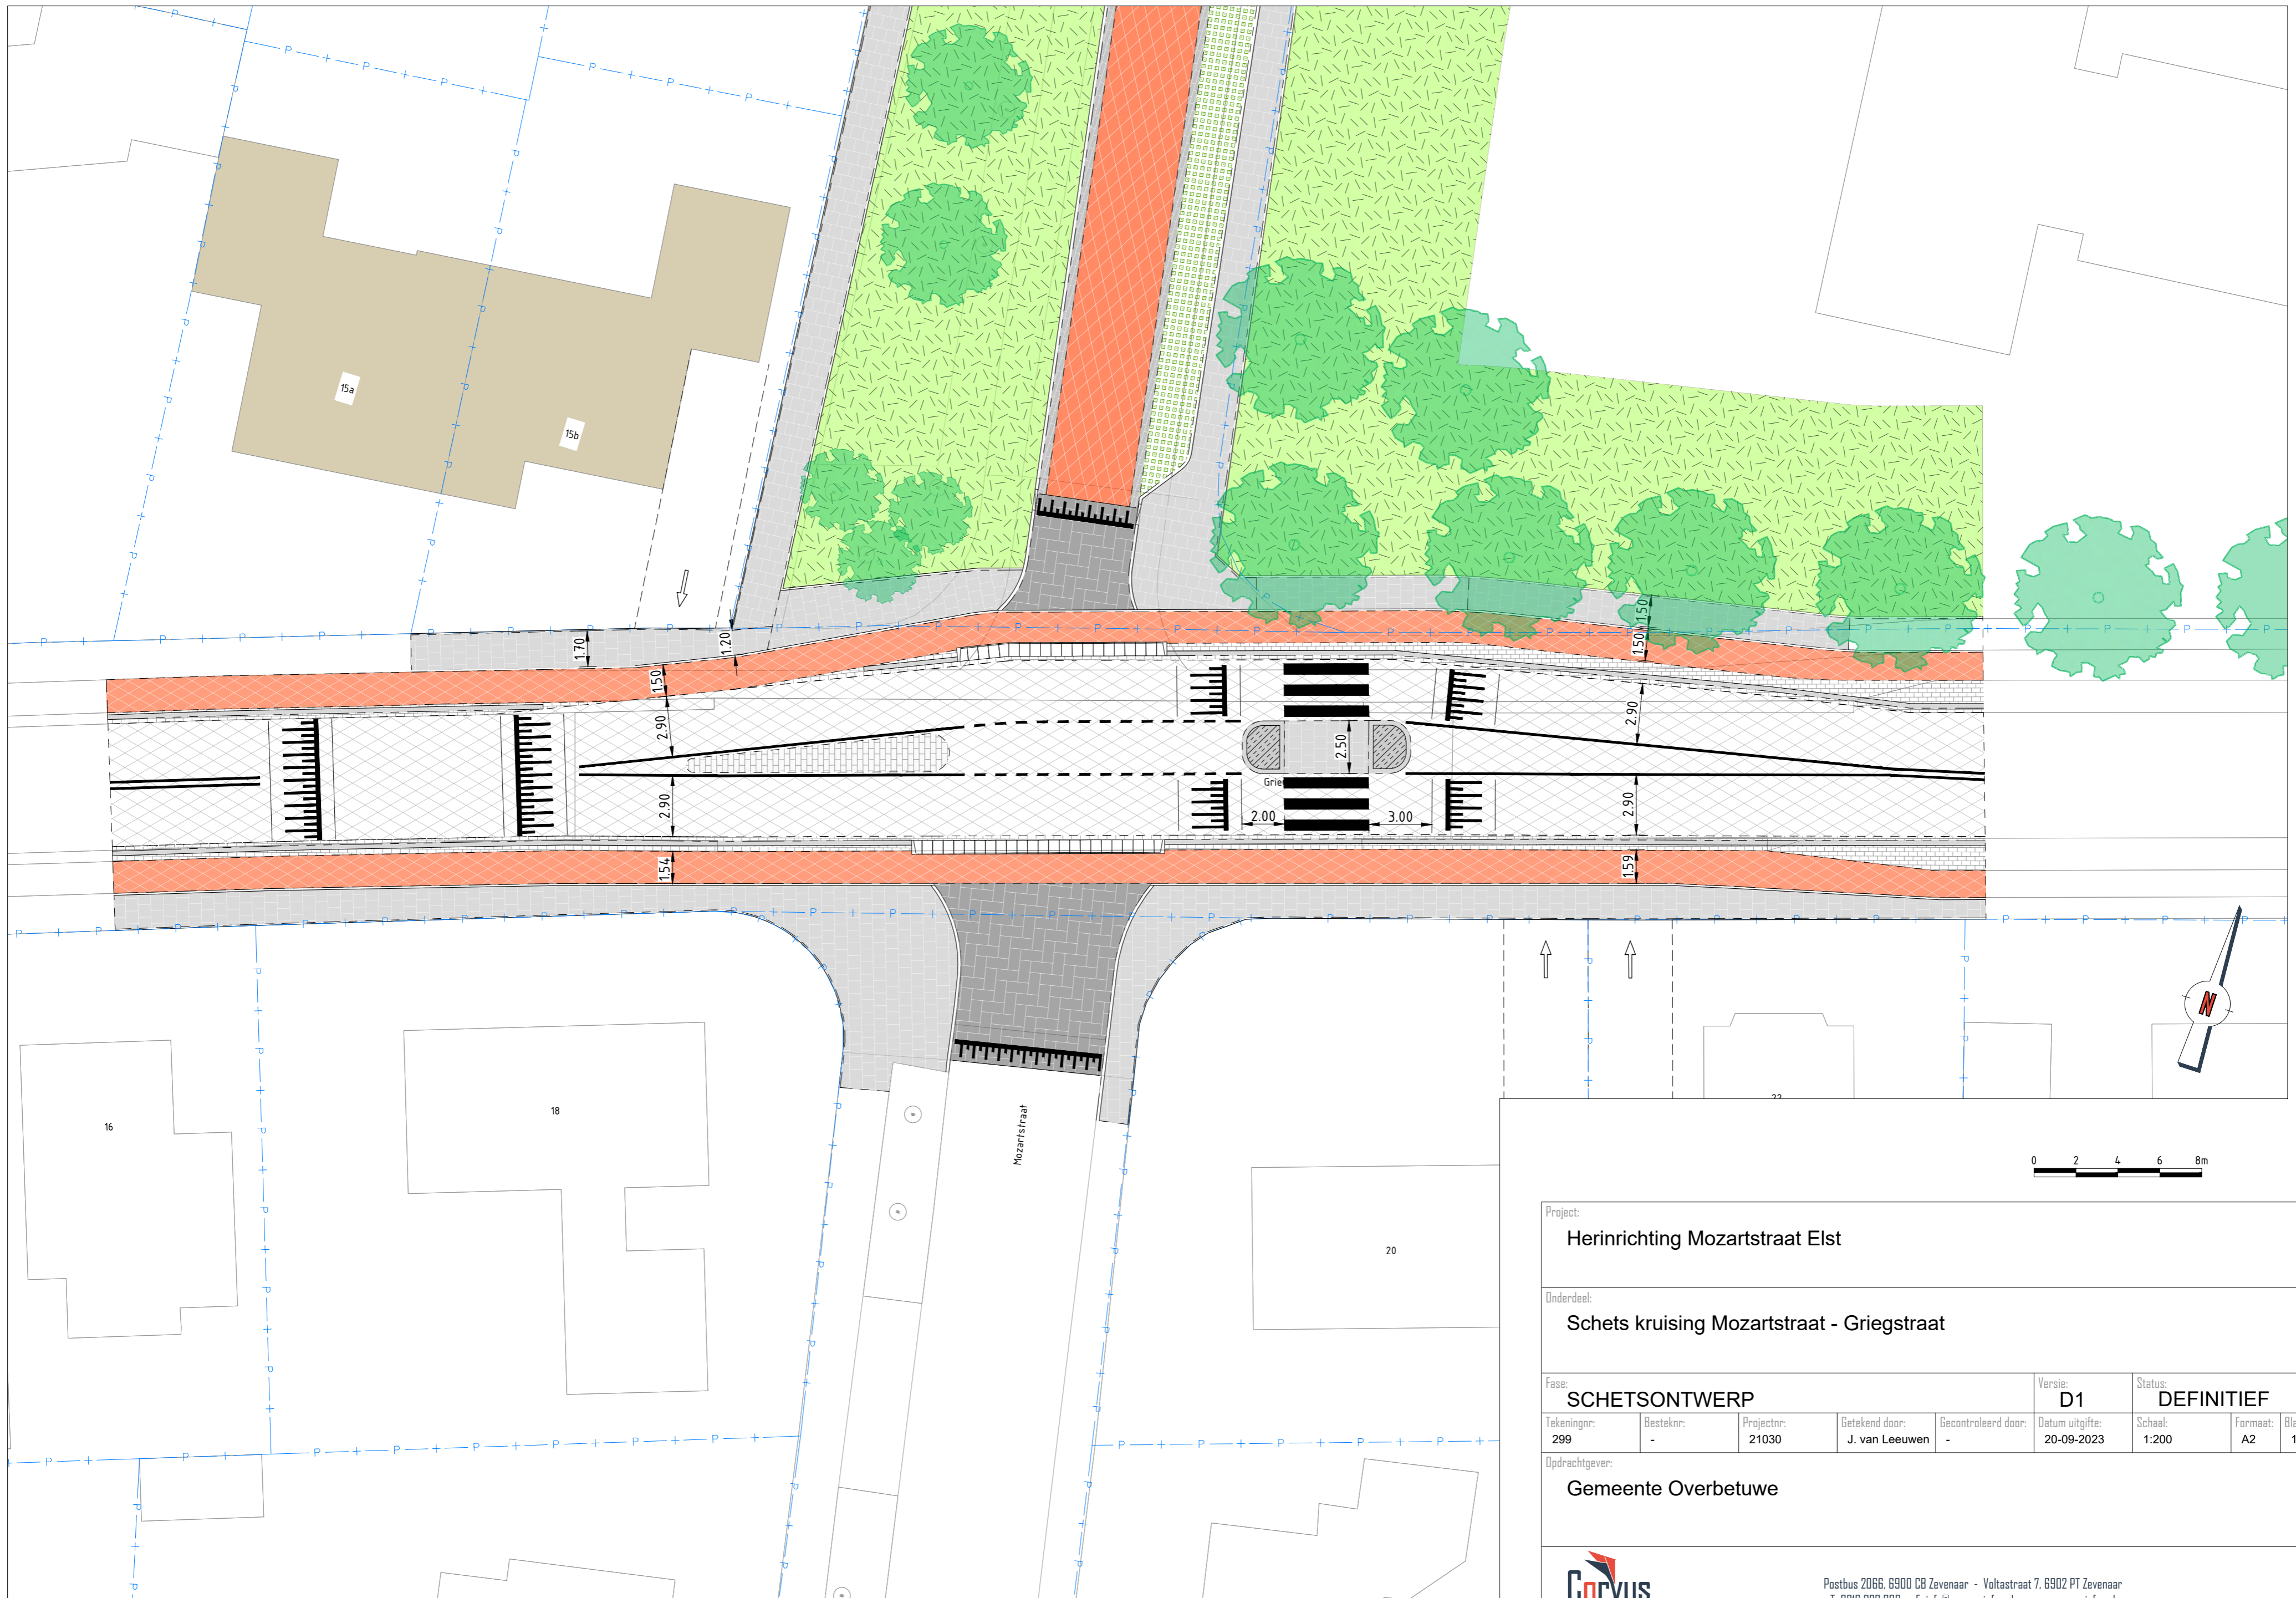 15a
15b
1.70
1.20
1.50
2.90
2.90
1.54
1.50
1.50
2.90
2.90
1.59
2.50
2.00
3.00
Grie
Mozartstraat
16
18
20
N
0 2 4 6 8m
Project:
Herinrichting Mozartstraat Elst
Onderdeel:
Schets kruising Mozartstraat - Griegstraat
Fase:
SCHETSONTWERP
Versie:
D1
Status:
DEFINITIEF
Tekeningnr: Besteknr: Projectnr: Getekend door: Gecontroleerd door: Datum uitgifte: Schaal: Formaat:
299 - 21030 J. van Leeuwen - 20-09-2023 1:200 A2 1
Opdrachtgever:
Gemeente Overbetuwe
Corvus
Postbus 2066, 6900 CB Zevenaar - Voltastraat 7, 6902 PT Zevenaar